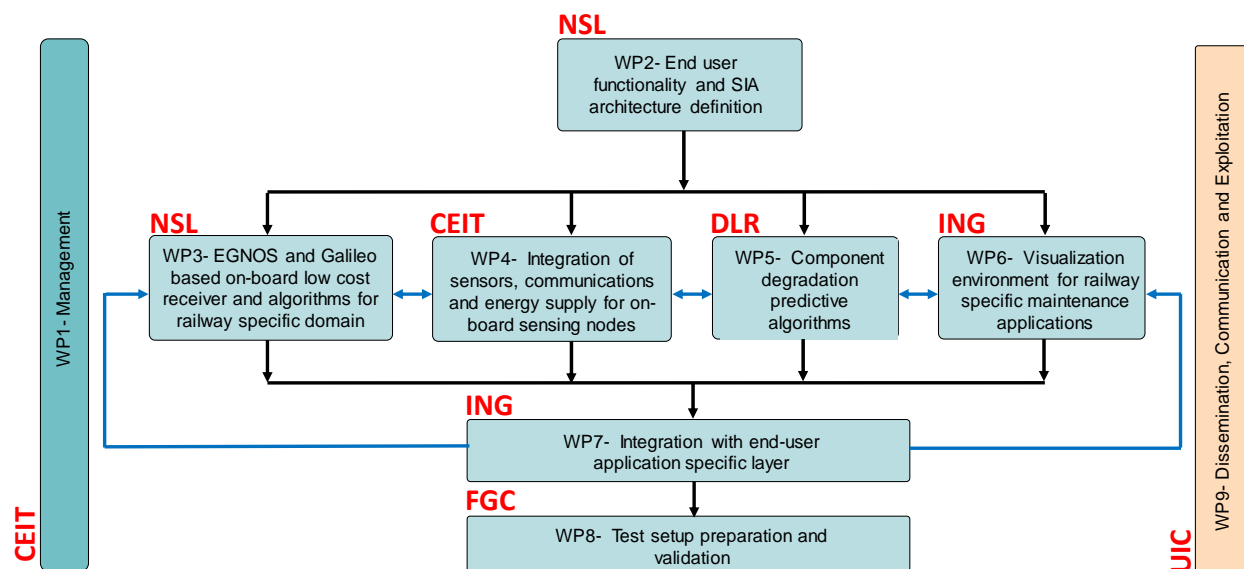 NSL
WP2- End user
functionality and SIA
architecture definition
WP1- Management
CEIT
NSL
WP3- EGNOS and Galileo
based on-board low cost
receiver and algorithms for
railway specific domain
CEIT
WP4- Integration of
sensors, communications
and energy supply for on-
board sensing nodes
DLR
WP5- Component
degradation
predictive
algorithms
ING
WP6- Visualization
environment for railway
specific maintenance
applications
ING
WP7- Integration with end-user
application specific layer
FGC
WP8- Test setup preparation and
validation
WP9- Dissemination, Communication and Exploitation
UIC